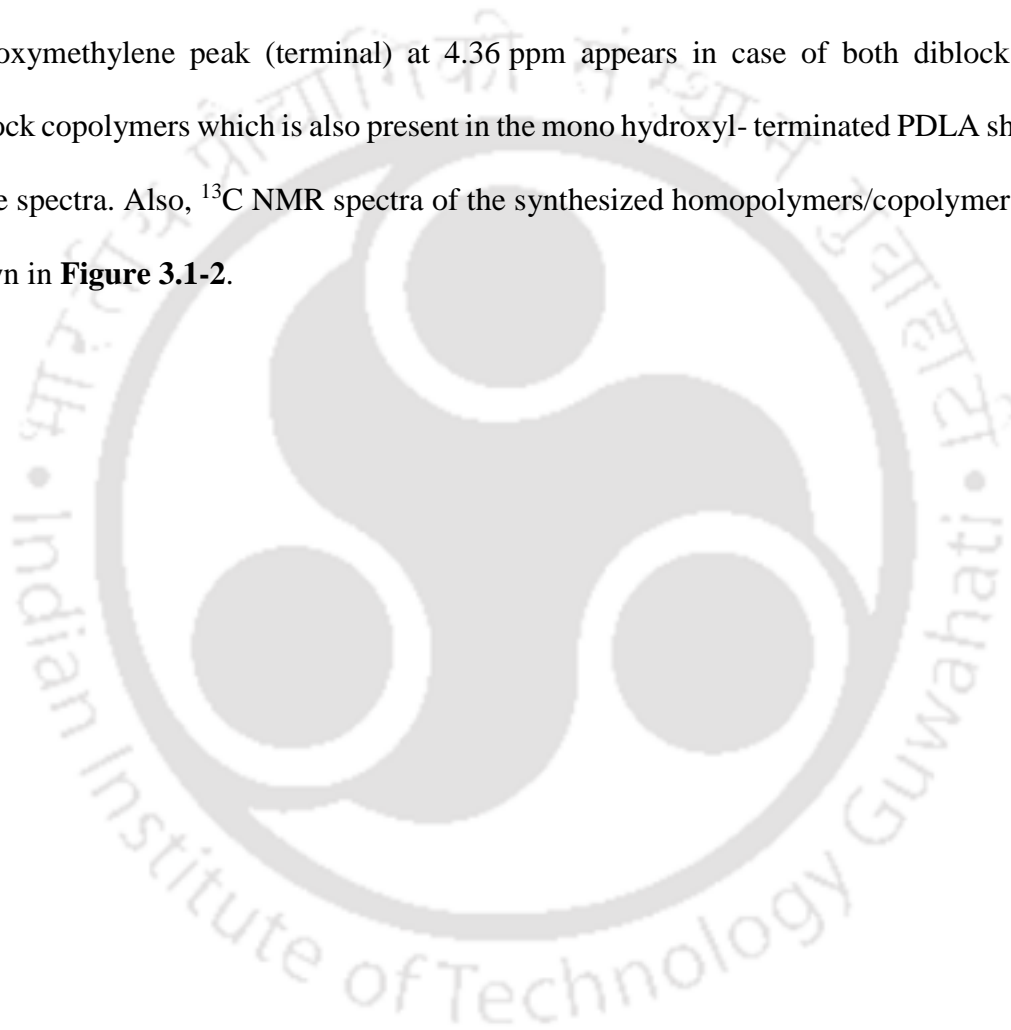 oxymethylene peak (terminal) at 4.36 ppm appears in case of both diblock
ock copolymers which is also present in the mono hydroxyl- terminated PDLA sh
e spectra. Also, ¹³C NMR spectra of the synthesized homopolymers/copolymer
n in Figure 3.1-2.
Indian Institute of Technology Guwahati